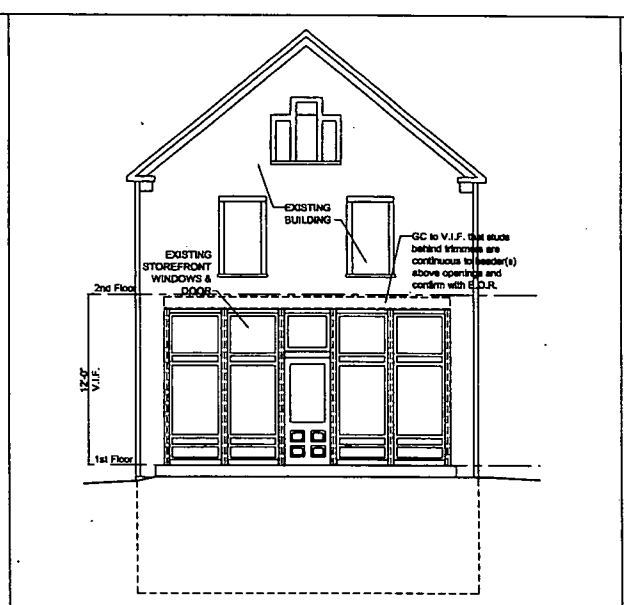 EXISTING
BUILDING
GC to V.I.F. that studs
behind trimmers are
continuous to header(s)
above openings and
confirm with E.O.R.
EXISTING
STOREFRONT
WINDOWS &
DOOR
2nd Floor
12'-0"
V.I.F.
1st Floor